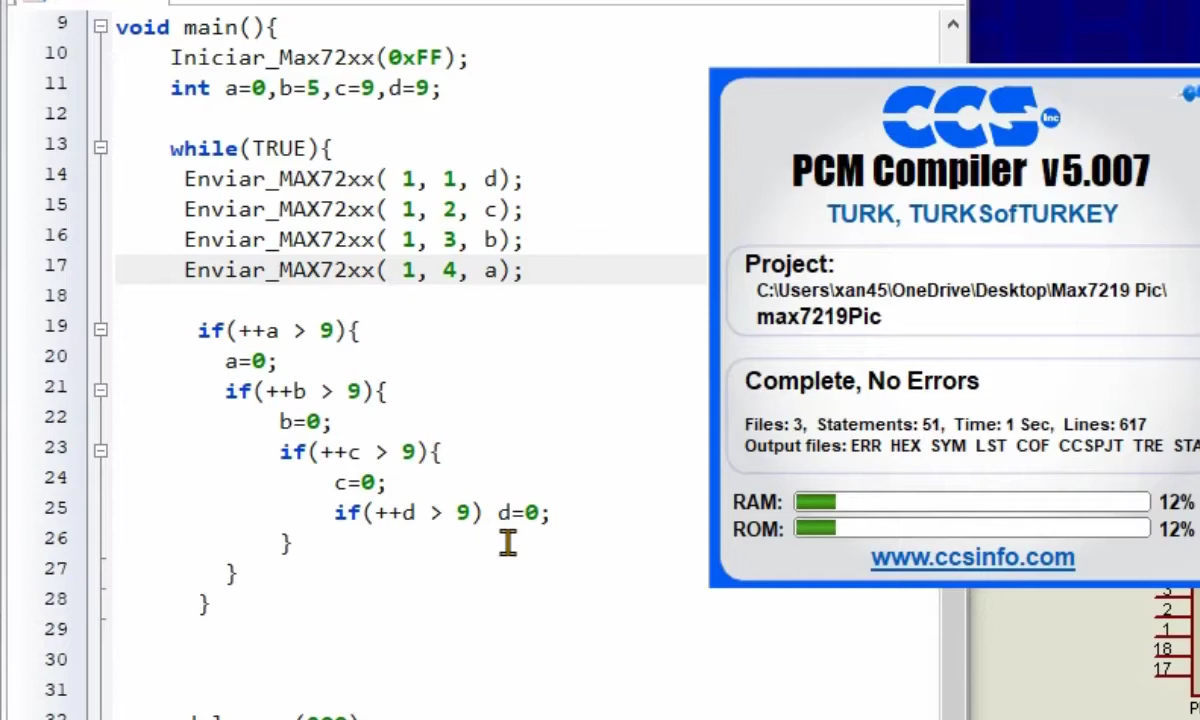 9 void main(){
10 Iniciar_Max72xx(0xFF);
11 int a=0,b=5,c=9,d=9;
12
13 while(TRUE){
14 Enviar_MAX72xx( 1, 1, d);
15 Enviar_MAX72xx( 1, 2, c);
16 Enviar_MAX72xx( 1, 3, b);
17 Enviar_MAX72xx( 1, 4, a);
18
19 if(++a > 9){
20 a=0;
21 if(++b > 9){
22 b=0;
23 if(++c > 9){
24 c=0;
25 if(++d > 9) d=0;
26 }
27 }
28 }
29
30
31
CCS Inc
PCM Compiler v5.007
TURK, TURKSofTURKEY
Project:
C:\Users\xan45\OneDrive\Desktop\Max7219 Pic\
max7219Pic
Complete, No Errors
Files: 3, Statements: 51, Time: 1 Sec, Lines: 617
Output files: ERR HEX SYM LST COF CCSPJT TRE STA
RAM: 12%
ROM: 12%
www.ccsinfo.com
3
2
1
18
17